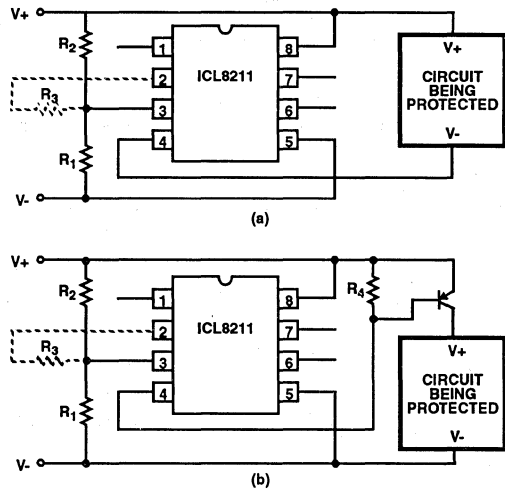 V+
R2
1
8
V+
ICL8211
2
7
CIRCUIT
BEING
PROTECTED
R3
3
6
R1
4
5
V-
V-
(a)
V+
R2
1
8
R4
ICL8211
2
7
V+
R3
3
6
CIRCUIT
BEING
PROTECTED
R1
4
5
V-
V-
(b)